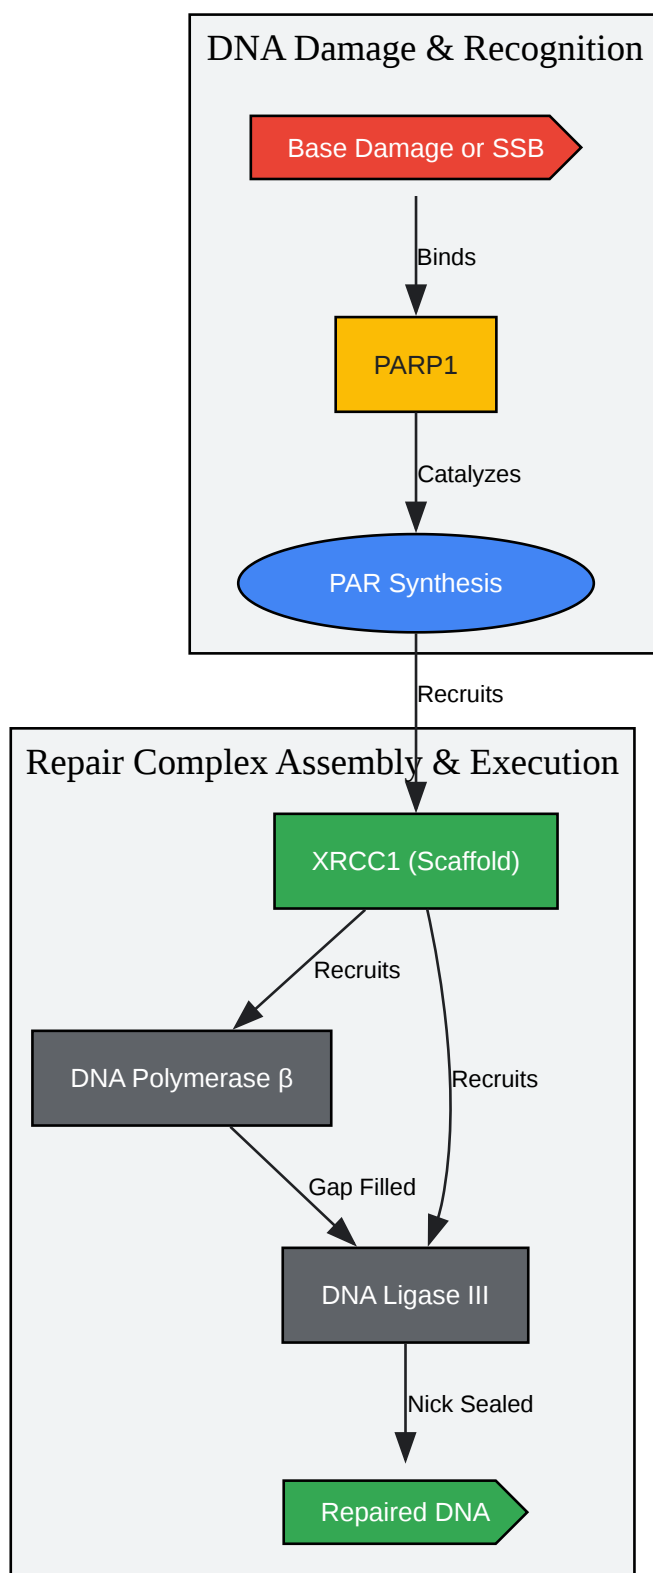 DNA Damage & Recognition
Base Damage or SSB
Binds
PARP1
Catalyzes
PAR Synthesis
Recruits
Repair Complex Assembly & Execution
XRCC1 (Scaffold)
Recruits
DNA Polymerase β
Recruits
Gap Filled
DNA Ligase III
Nick Sealed
Repaired DNA